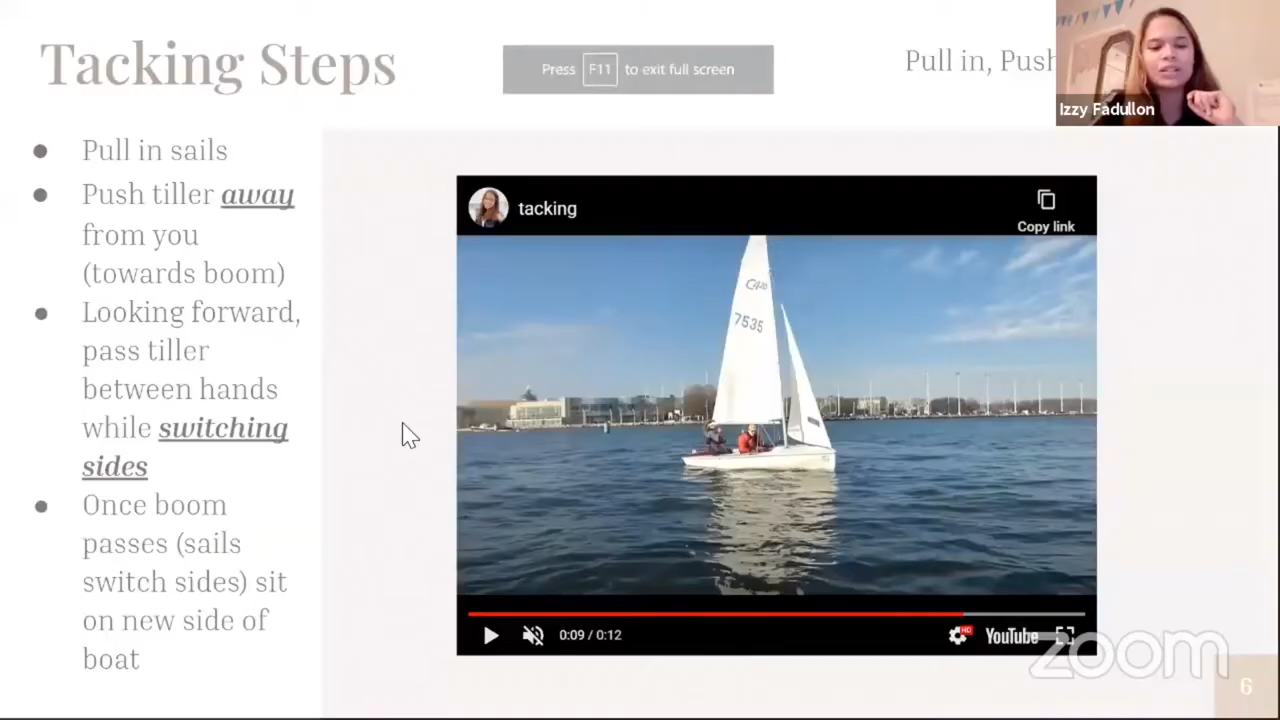 Tacking Steps
Press F11 to exit full screen
Pull in, Push
Izzy Fadullon
Pull in sails
Push tiller away
from you
(towards boom)
Looking forward,
pass tiller
between hands
while switching
sides
Once boom
passes (sails
switch sides) sit
on new side of
boat
tacking
Copy link
C420
7535
0:09 / 0:12
HD
YouTube
zoom
6